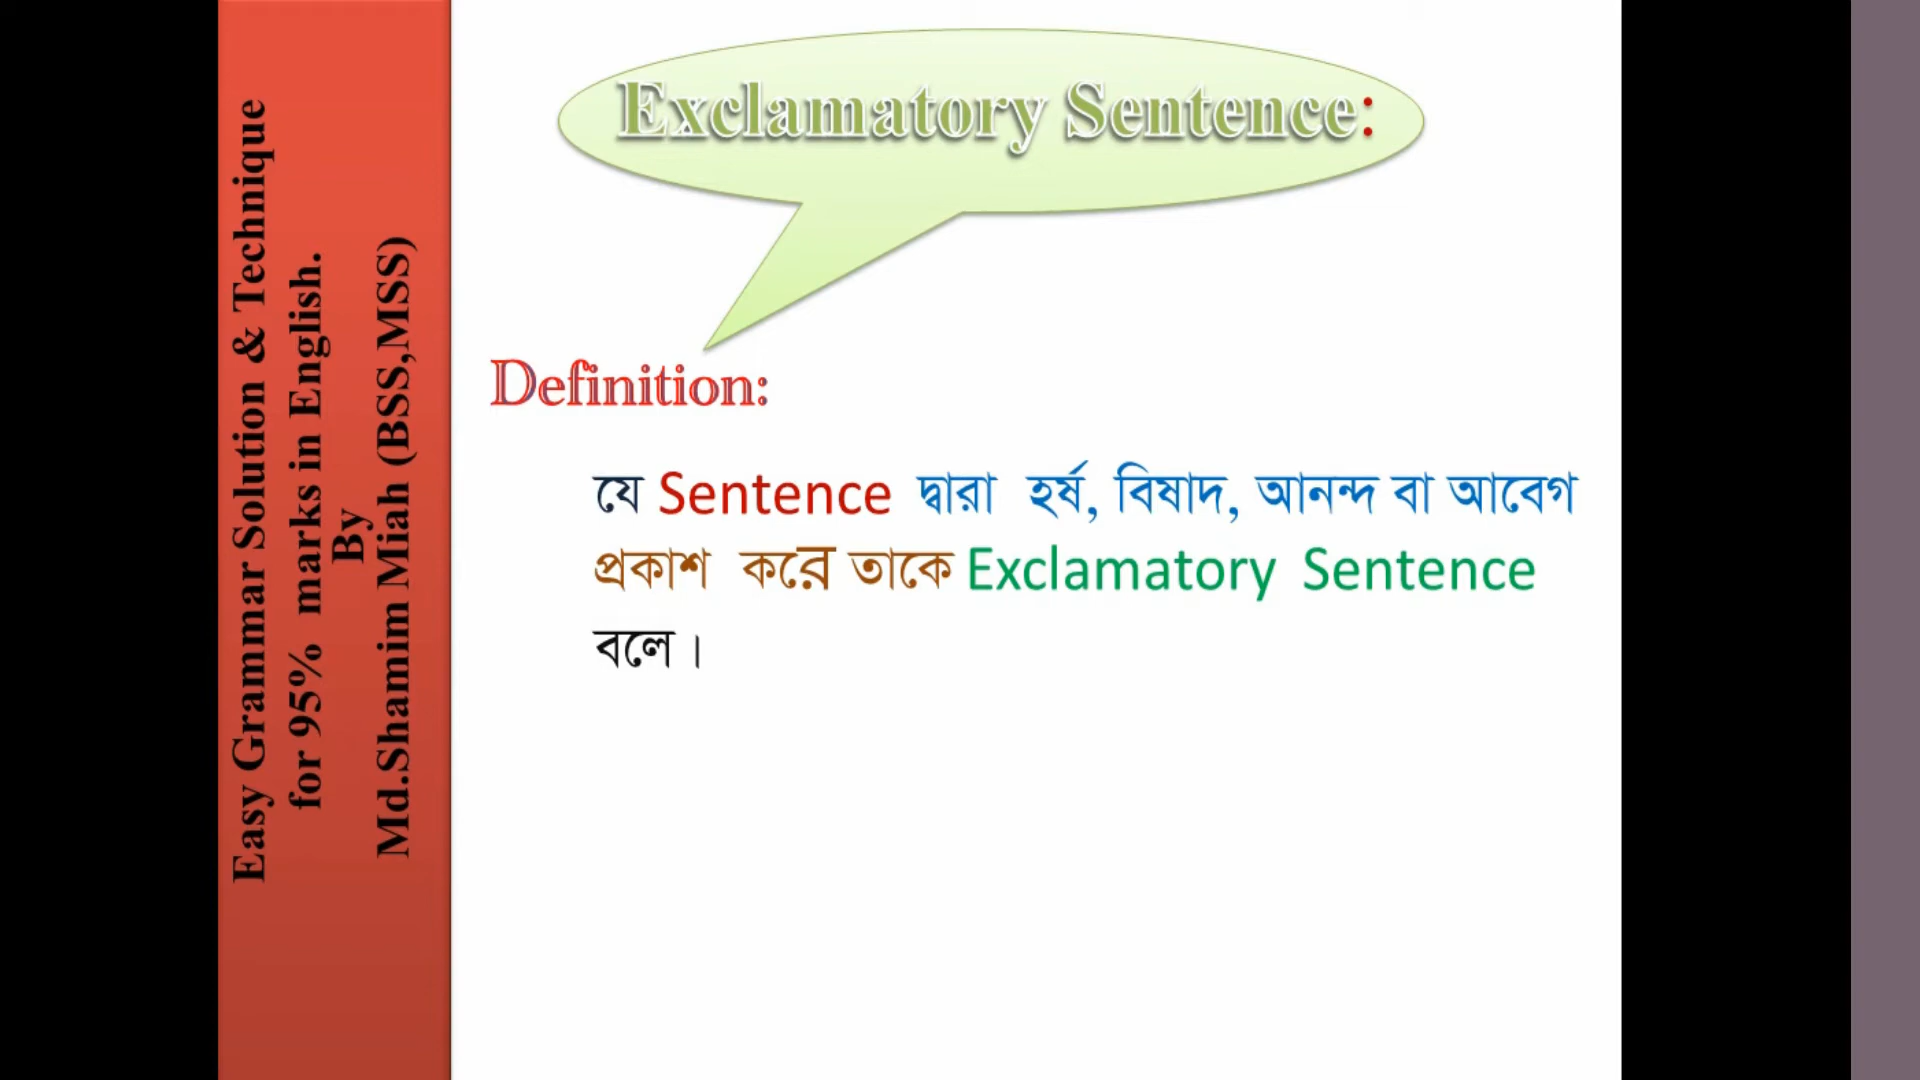 Easy Grammar Solution & Technique
for 95% marks in English.
By
Md.Shamim Miah (BSS,MSS)
Exclamatory Sentence:
Definition:
যে Sentence দ্বারা হর্ষ, বিষাদ, আনন্দ বা আবেগ
প্রকাশ করে তাকে Exclamatory Sentence
বলে ।